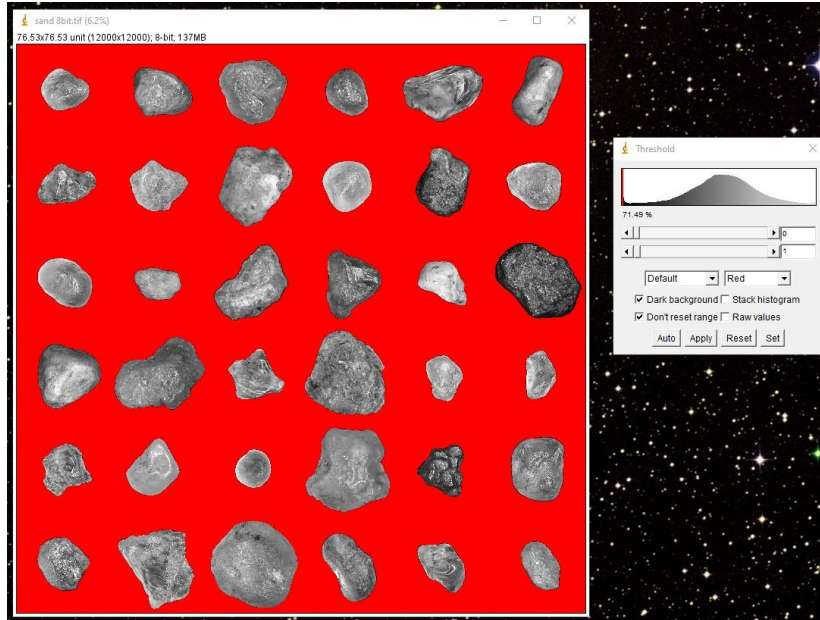 sand 8bit.tif (6.2%)
76.53x76.53 unit (12000x12000); 8-bit; 137MB
Threshold
71.49 %
0
1
Default Red
Dark background Stack histogram
Don't reset range Raw values
Auto Apply Reset Set